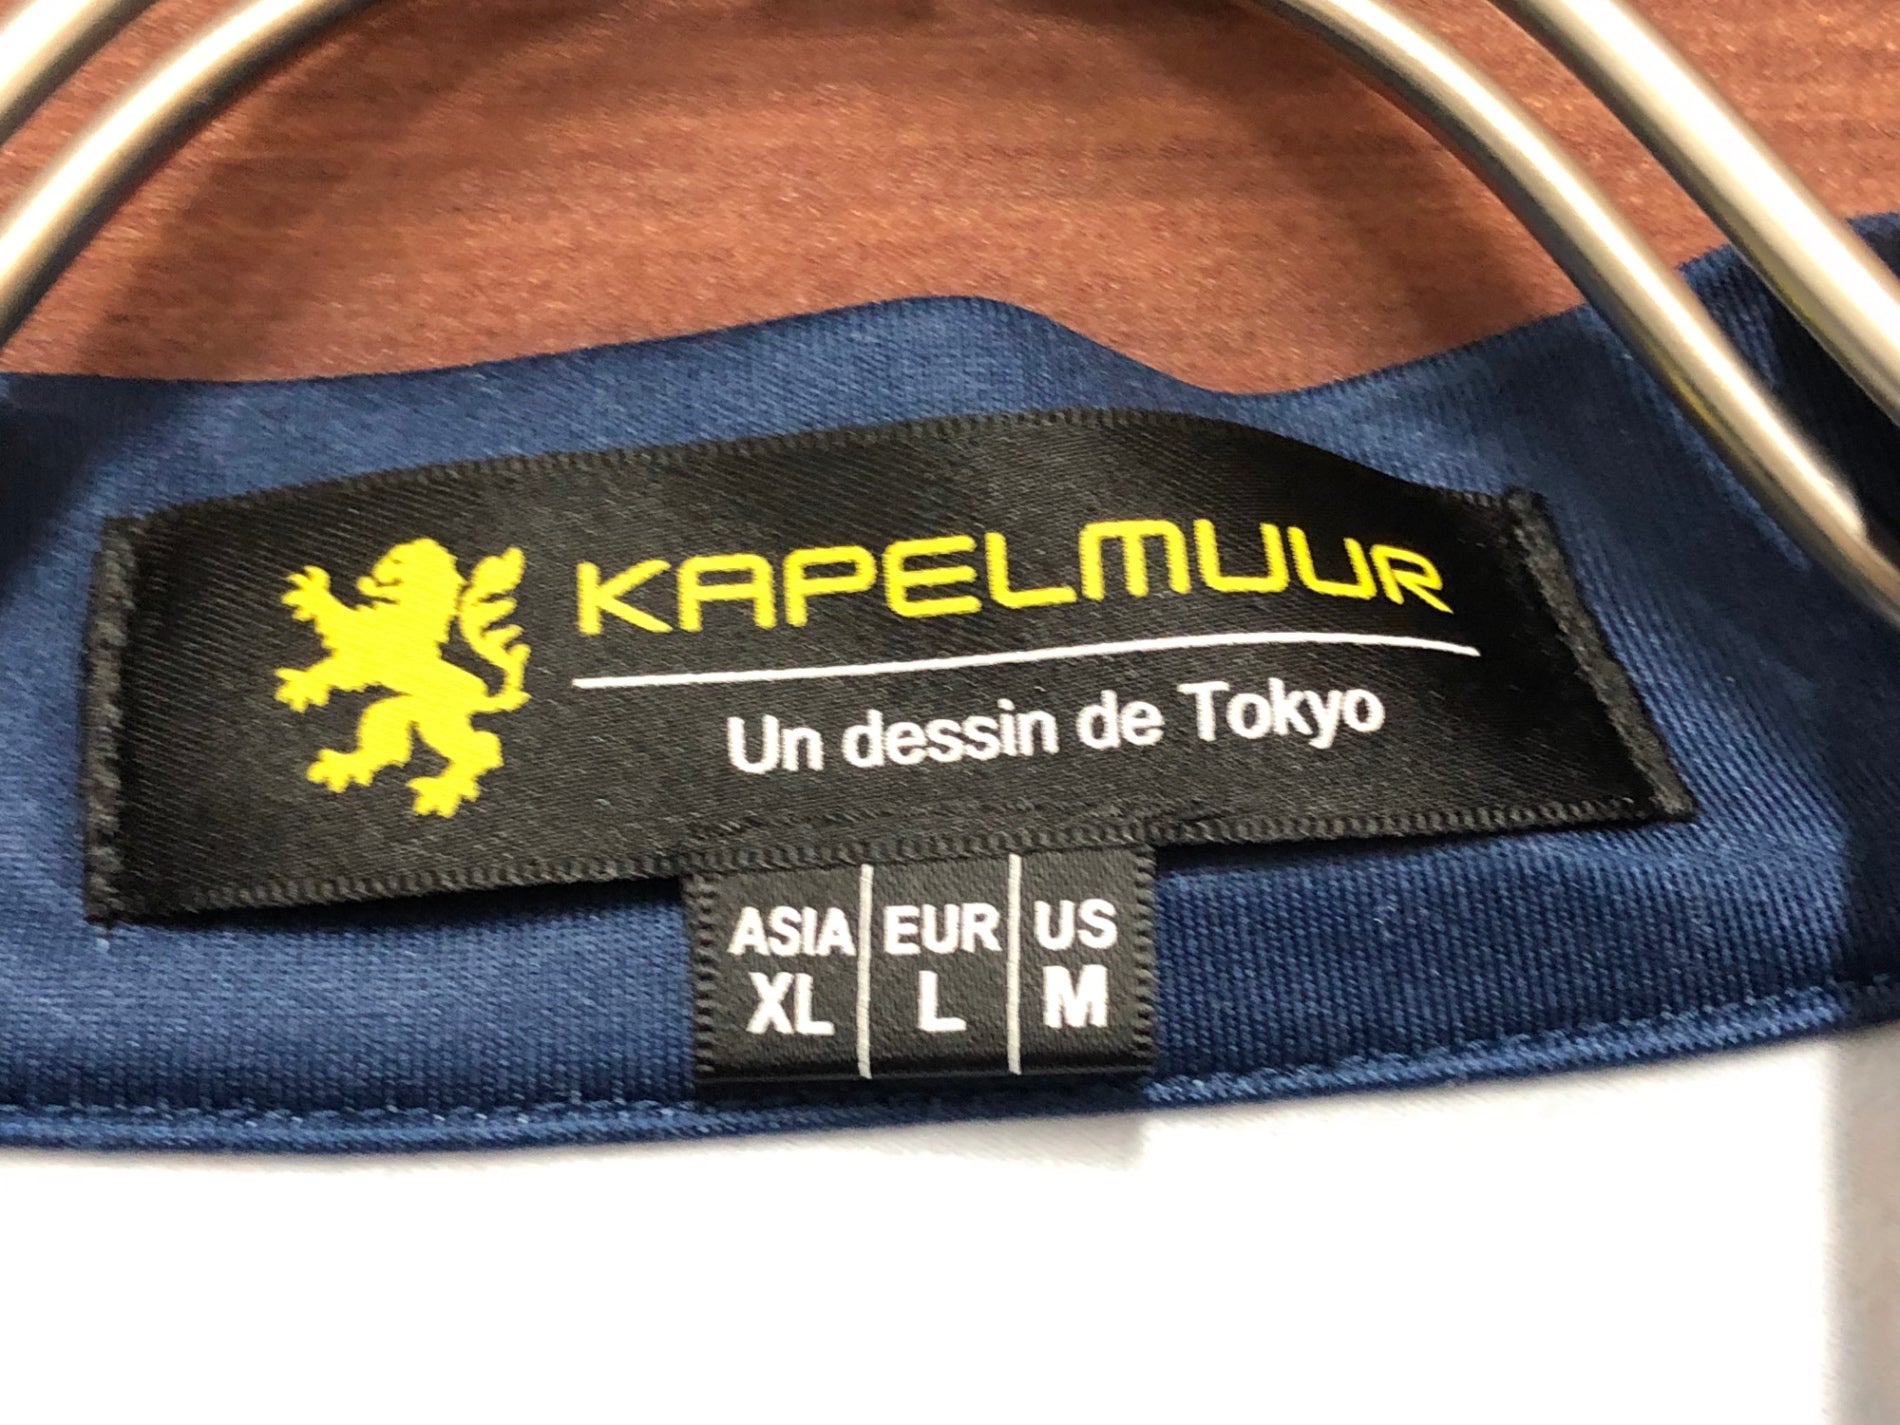 KAPELMUUR
Un dessin de Tokyo
ASIA EUR US
XL L M